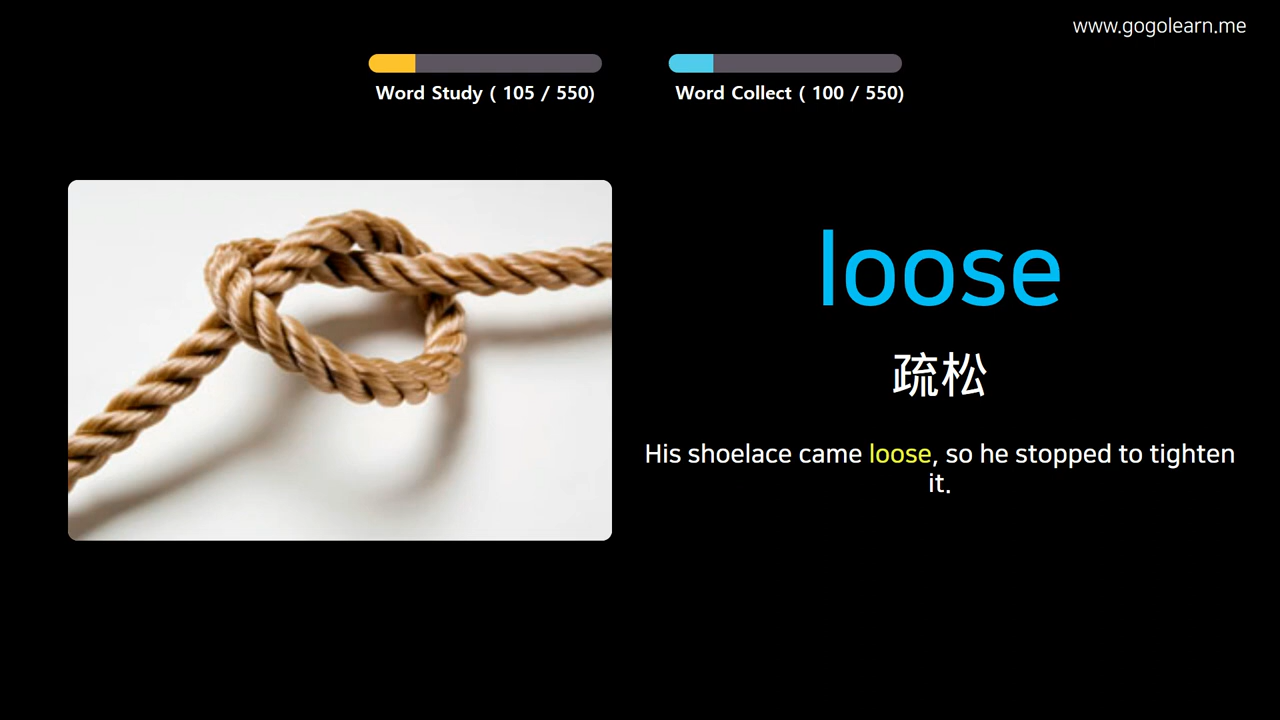 www.gogolearn.me
Word Study ( 105 / 550)
Word Collect ( 100 / 550)
loose
疏松
His shoelace came loose, so he stopped to tighten
it.